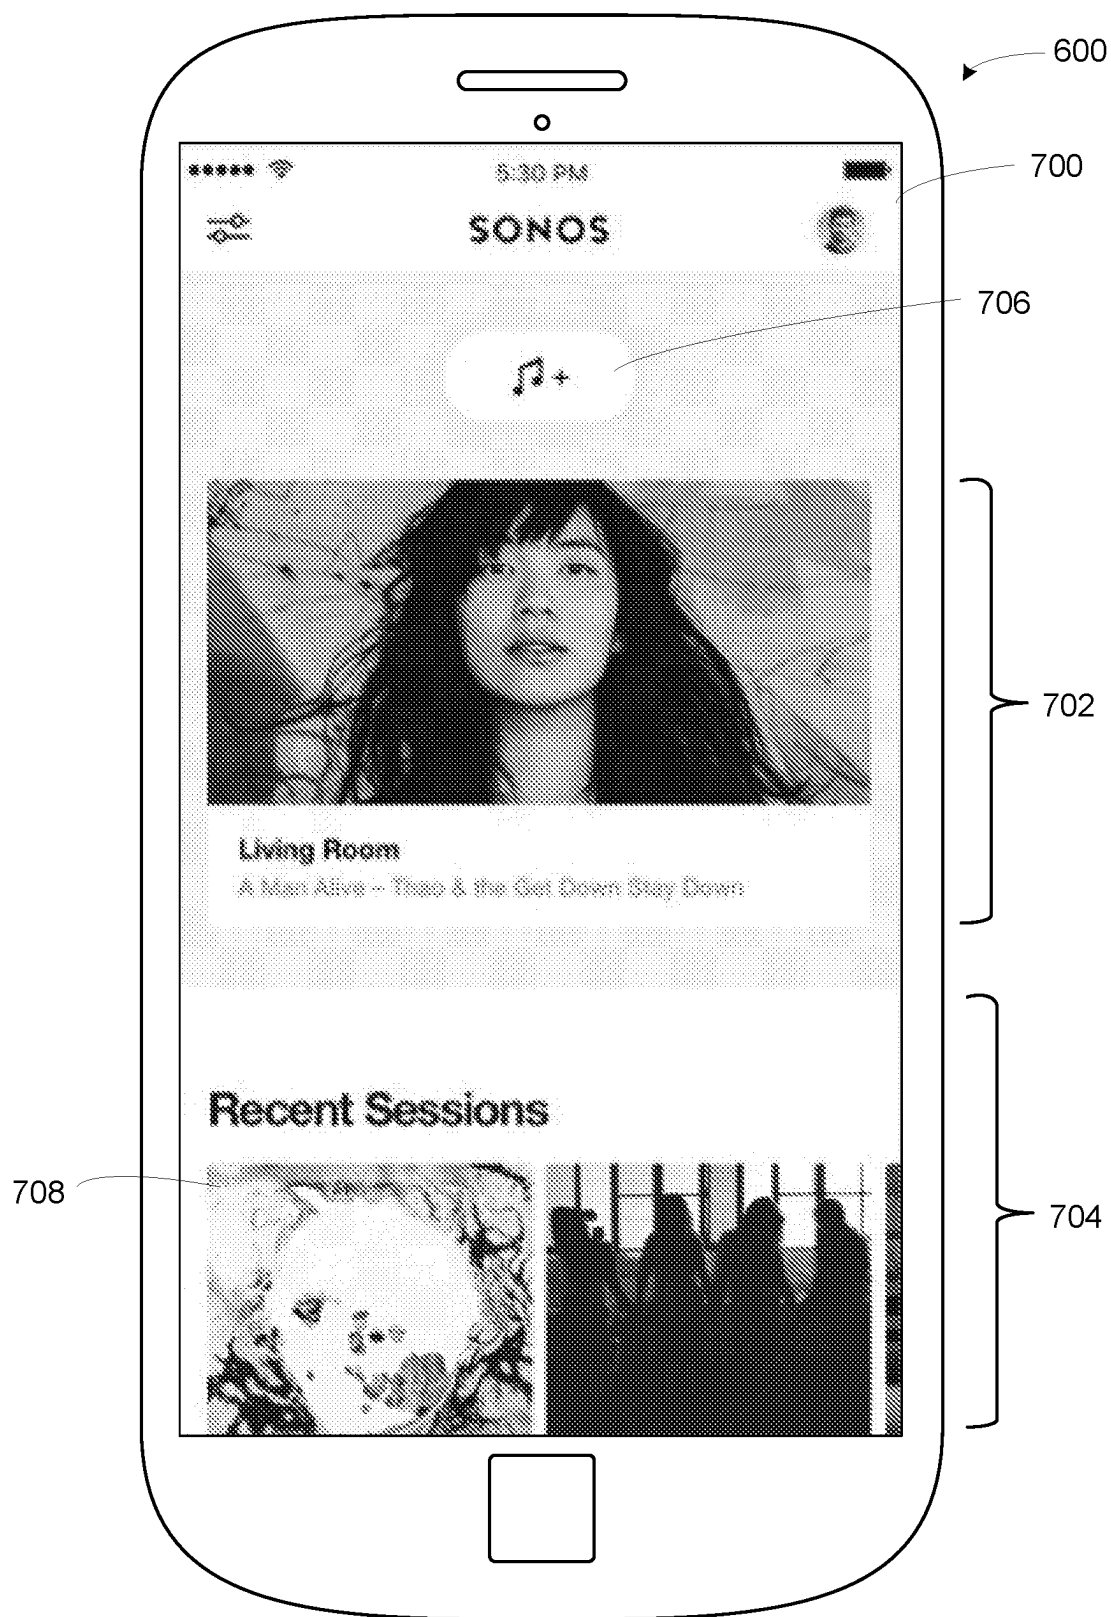 600
5:30 PM
700
SONOS
706
702
Living Room
A Man Alive – Thao & the Get Down Stay Down
Recent Sessions
708
704